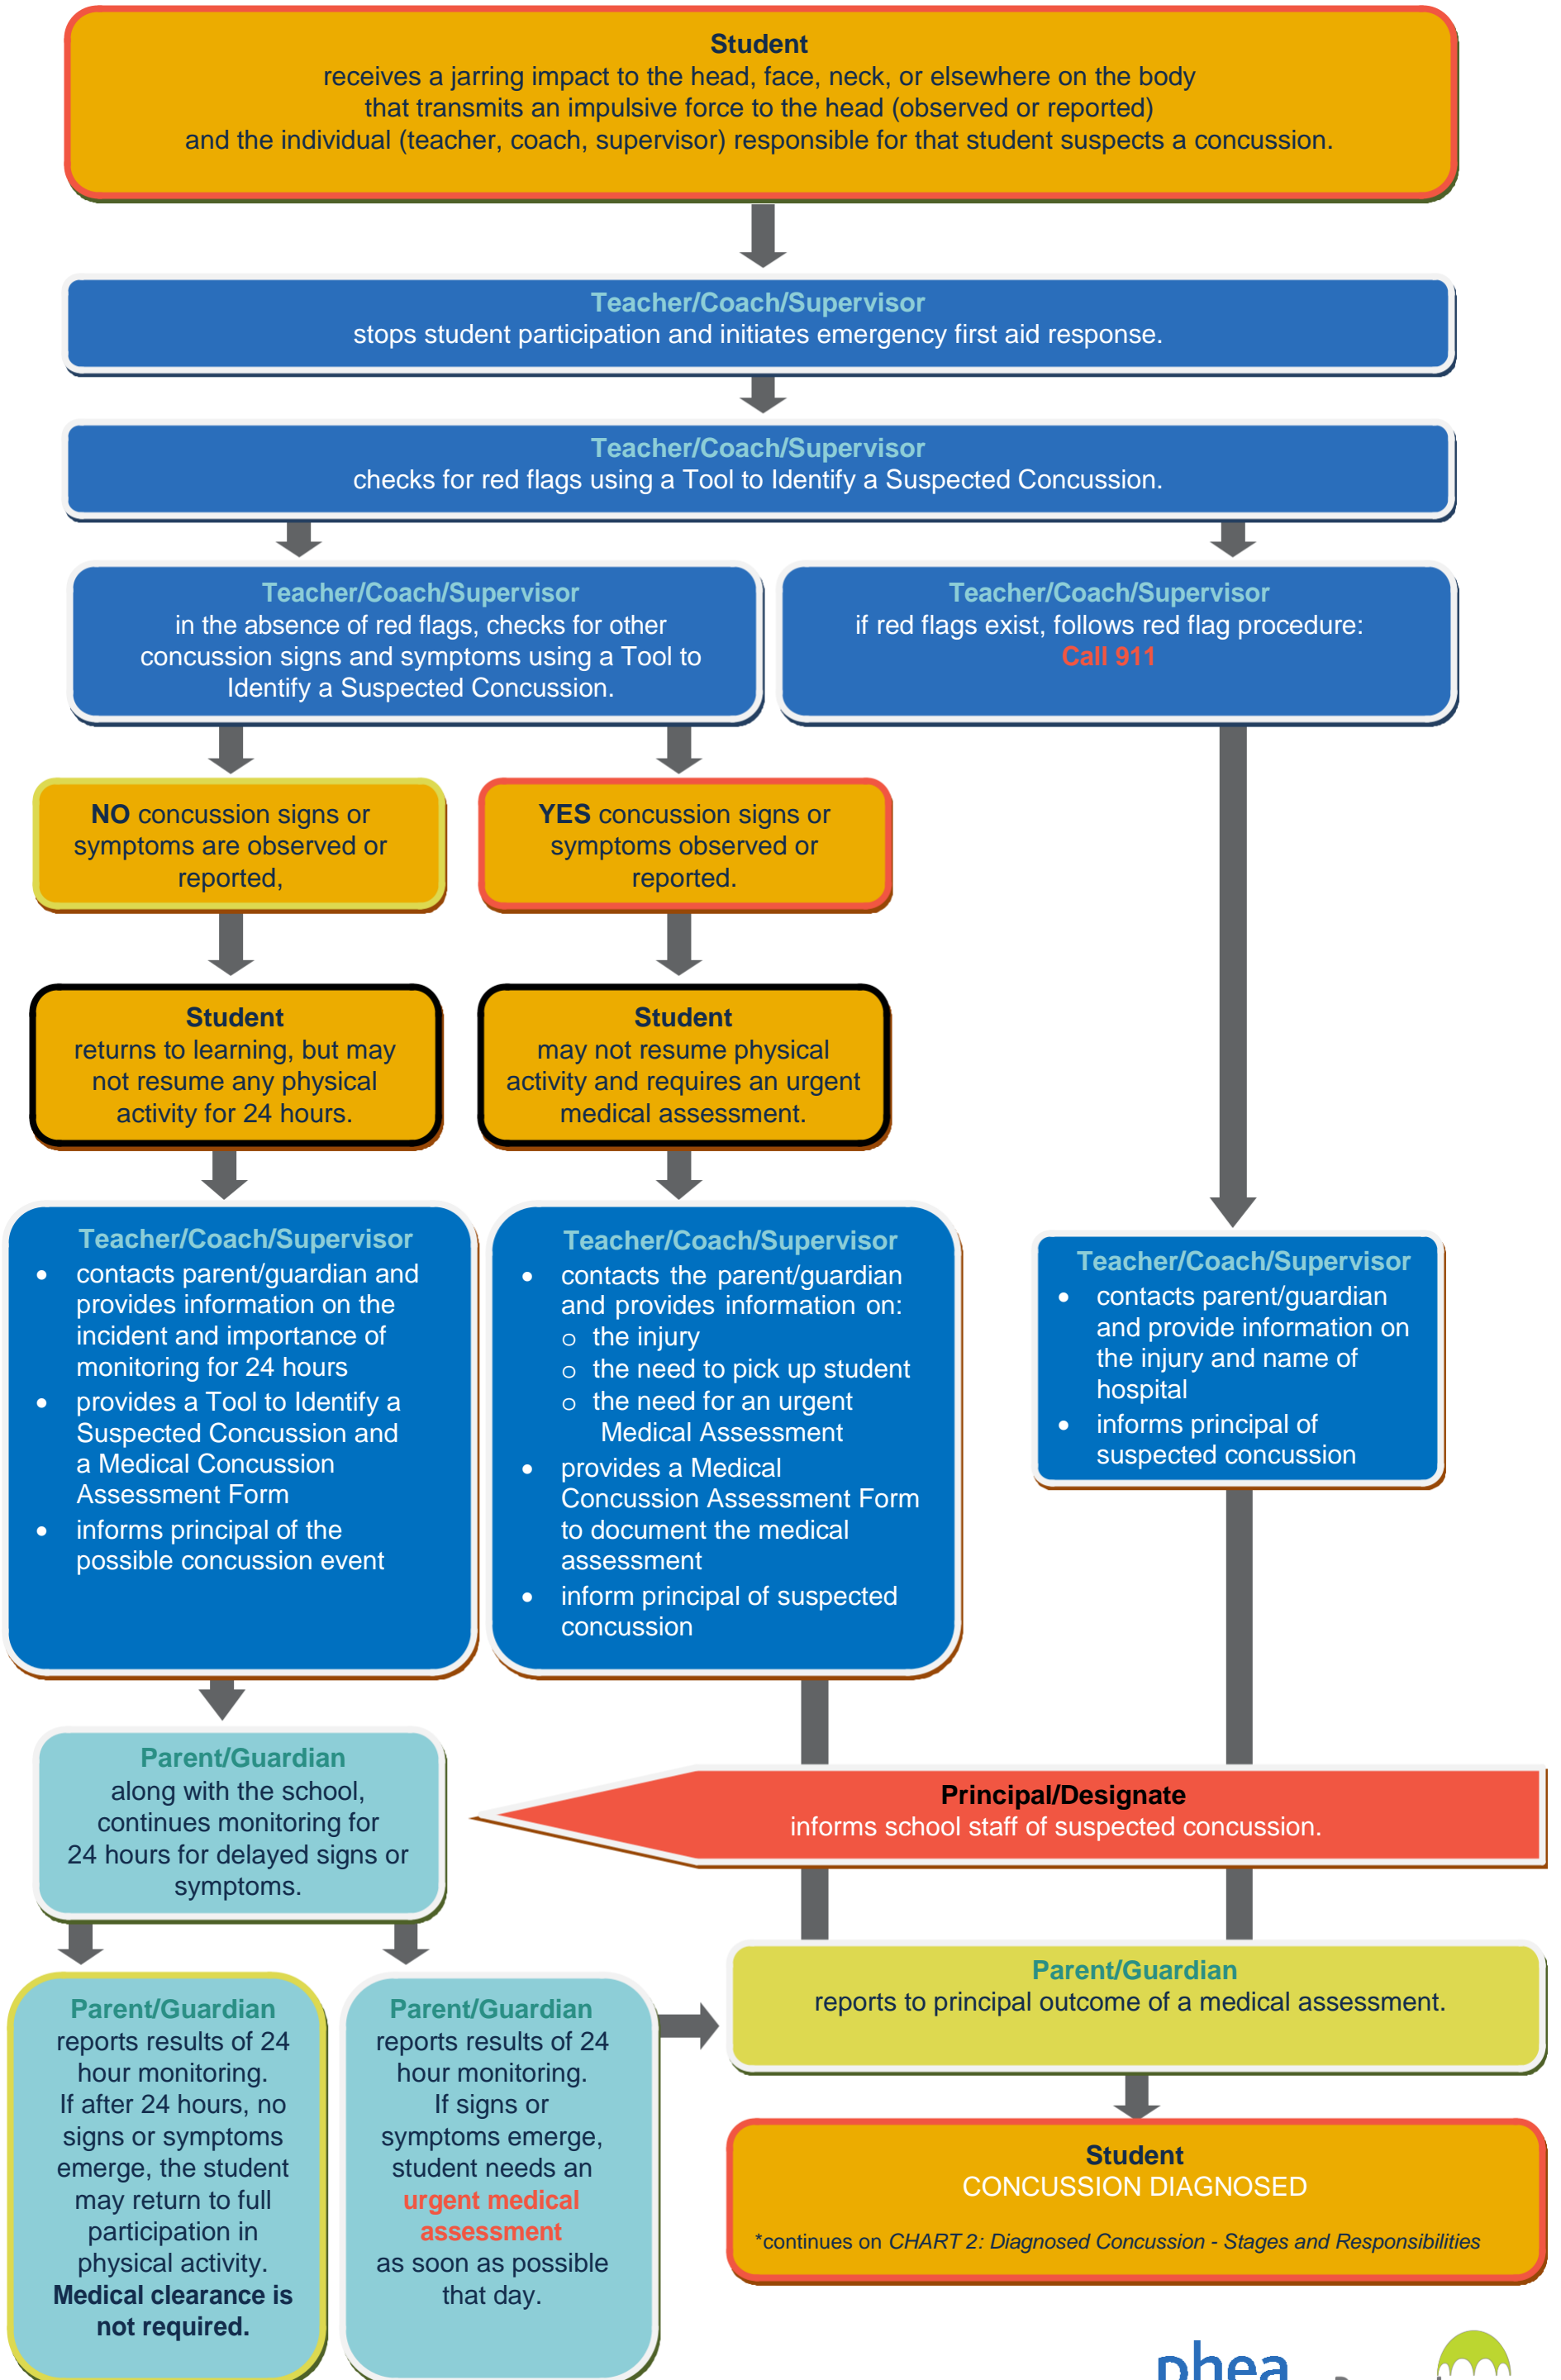 Student
receives a jarring impact to the head, face, neck, or elsewhere on the body
that transmits an impulsive force to the head (observed or reported)
and the individual (teacher, coach, supervisor) responsible for that student suspects a concussion.
Teacher/Coach/Supervisor
stops student participation and initiates emergency first aid response.
Teacher/Coach/Supervisor
checks for red flags using a Tool to Identify a Suspected Concussion.
Teacher/Coach/Supervisor
in the absence of red flags, checks for other
concussion signs and symptoms using a Tool to
Identify a Suspected Concussion.
Teacher/Coach/Supervisor
if red flags exist, follows red flag procedure:
Call 911
NO concussion signs or
symptoms are observed or
reported,
YES concussion signs or
symptoms observed or
reported.
Student
returns to learning, but may
not resume any physical
activity for 24 hours.
Student
may not resume physical
activity and requires an urgent
medical assessment.
Teacher/Coach/Supervisor
• contacts parent/guardian and
provides information on the
incident and importance of
monitoring for 24 hours
• provides a Tool to Identify a
Suspected Concussion and
a Medical Concussion
Assessment Form
• informs principal of the
possible concussion event
Teacher/Coach/Supervisor
• contacts the parent/guardian
and provides information on:
o the injury
o the need to pick up student
o the need for an urgent
Medical Assessment
• provides a Medical
Concussion Assessment Form
to document the medical
assessment
• inform principal of suspected
concussion
Teacher/Coach/Supervisor
• contacts parent/guardian
and provide information on
the injury and name of
hospital
• informs principal of
suspected concussion
Parent/Guardian
along with the school,
continues monitoring for
24 hours for delayed signs or
symptoms.
Principal/Designate
informs school staff of suspected concussion.
Parent/Guardian
reports results of 24
hour monitoring.
If after 24 hours, no
signs or symptoms
emerge, the student
may return to full
participation in
physical activity.
Medical clearance is
not required.
Parent/Guardian
reports results of 24
hour monitoring.
If signs or
symptoms emerge,
student needs an
urgent medical
assessment
as soon as possible
that day.
Parent/Guardian
reports to principal outcome of a medical assessment.
Student
CONCUSSION DIAGNOSED
*continues on CHART 2: Diagnosed Concussion - Stages and Responsibilities